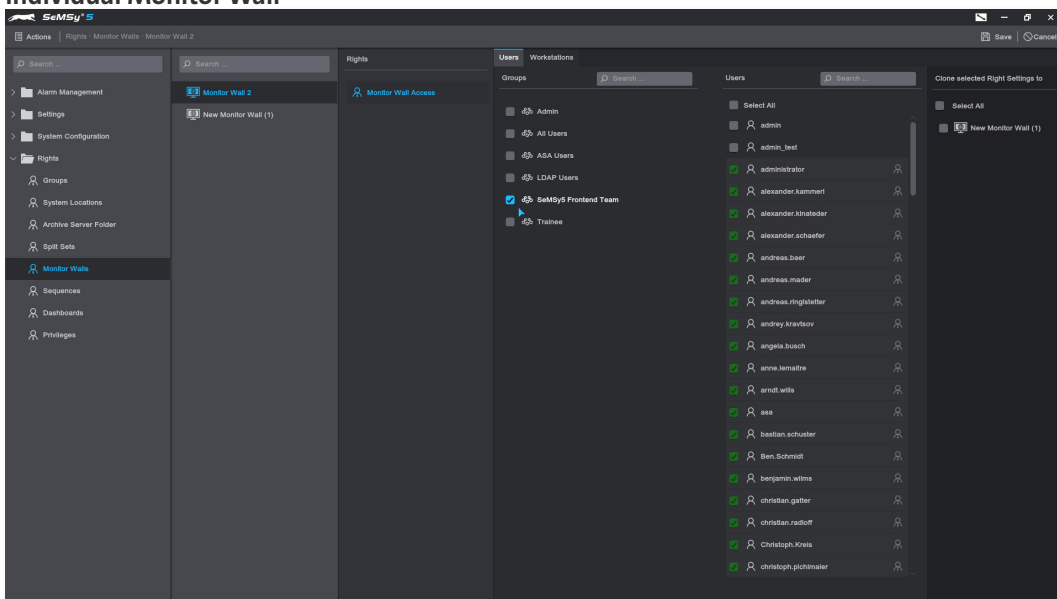 Individual Monitor Wall
SeMSy®5
Actions
Rights · Monitor Walls · Monitor Wall 2
Save
Cancel
Search ...
Alarm Management
Settings
System Configuration
Rights
Groups
System Locations
Archive Server Folder
Split Sets
Monitor Walls
Sequences
Dashboards
Privileges
Search ...
Monitor Wall 2
New Monitor Wall (1)
Rights
Monitor Wall Access
Users
Workstations
Groups
Search ...
Admin
All Users
ASA Users
LDAP Users
SeMSy5 Frontend Team
Trainee
Users
Search ...
Select All
admin
admin_test
administrator
alexander.kammerl
alexander.kinateder
alexander.schaefer
andreas.baer
andreas.mader
andreas.ringlstetter
andrey.kravtsov
angela.busch
anne.lemaitre
arndt.wills
asa
bastian.schuster
Ben.Schmidt
benjamin.wilms
christian.gatter
christian.radloff
Christoph.Kreis
christoph.pichlmaier
Clone selected Right Settings to
Select All
New Monitor Wall (1)